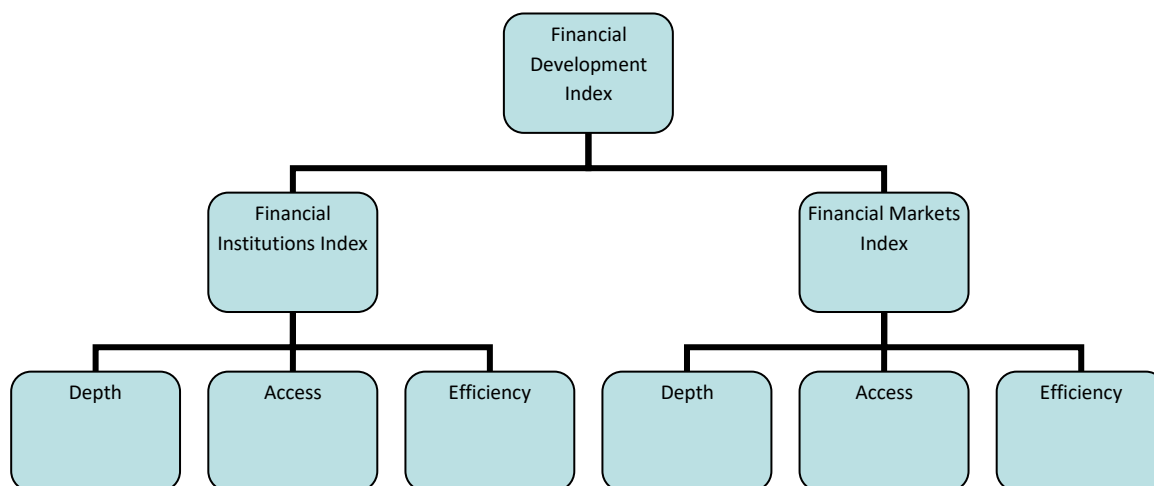 Financial
Development
Index
Financial
Institutions Index
Financial Markets
Index
Depth
Access
Efficiency
Depth
Access
Efficiency